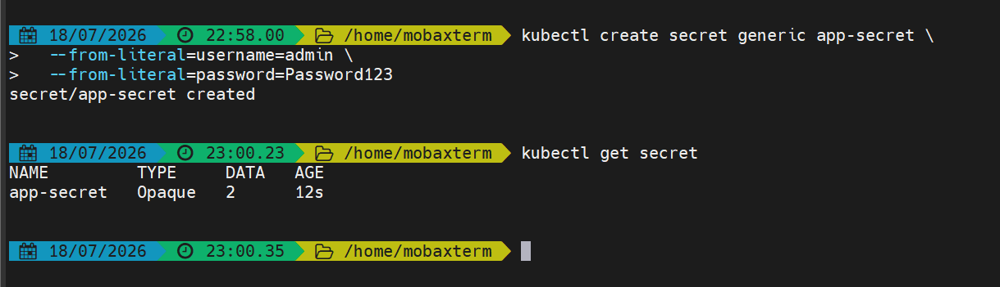 18/07/2026 22:58.00 /home/mobaxterm kubectl create secret generic app-secret \
> --from-literal=username=admin \
> --from-literal=password=Password123
secret/app-secret created
18/07/2026 23:00.23 /home/mobaxterm kubectl get secret
NAME TYPE DATA AGE
app-secret Opaque 2 12s
18/07/2026 23:00.35 /home/mobaxterm